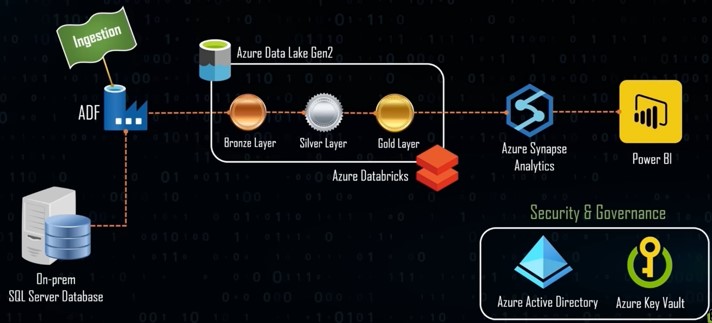 Ingestion
Azure Data Lake Gen2
ADF
Bronze Layer
Silver Layer
Gold Layer
Azure Databricks
Azure Synapse
Analytics
Power BI
On-prem
SQL Server Database
Security & Governance
Azure Active Directory
Azure Key Vault